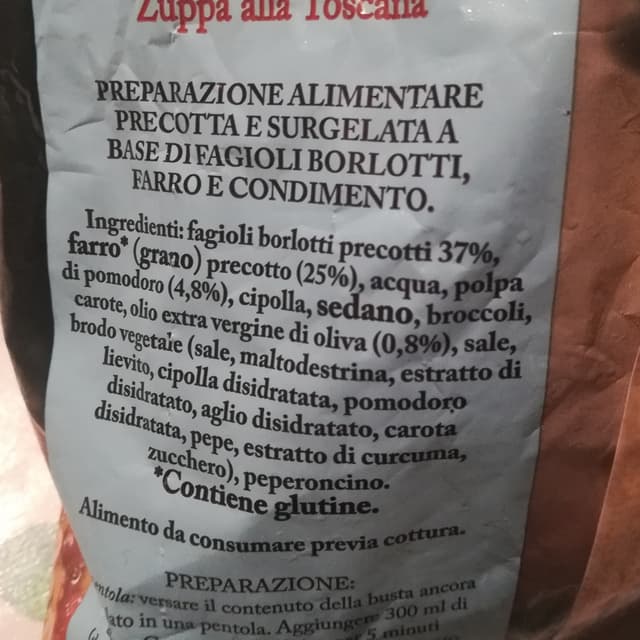 Zuppa alla Toscana
PREPARAZIONE ALIMENTARE
PRECOTTA E SURGELATA A
BASE DI FAGIOLI BORLOTTI,
FARRO E CONDIMENTO.
Ingredienti: fagioli borlotti precotti 37%,
farro* (grano) precotto (25%), acqua, polpa
di pomodoro (4,8%), cipolla, sedano, broccoli,
carote, olio extra vergine di oliva (0,8%), sale,
brodo vegetale (sale, maltodestrina, estratto di
lievito, cipolla disidratata, pomodoro
disidratato, aglio disidratato, carota
disidratata, pepe, estratto di curcuma,
zucchero), peperoncino.
*Contiene glutine.
Alimento da consumare previa cottura.
PREPARAZIONE:
versare il contenuto della busta ancora
in una pentola. Aggiungere 300 ml di
5 minuti